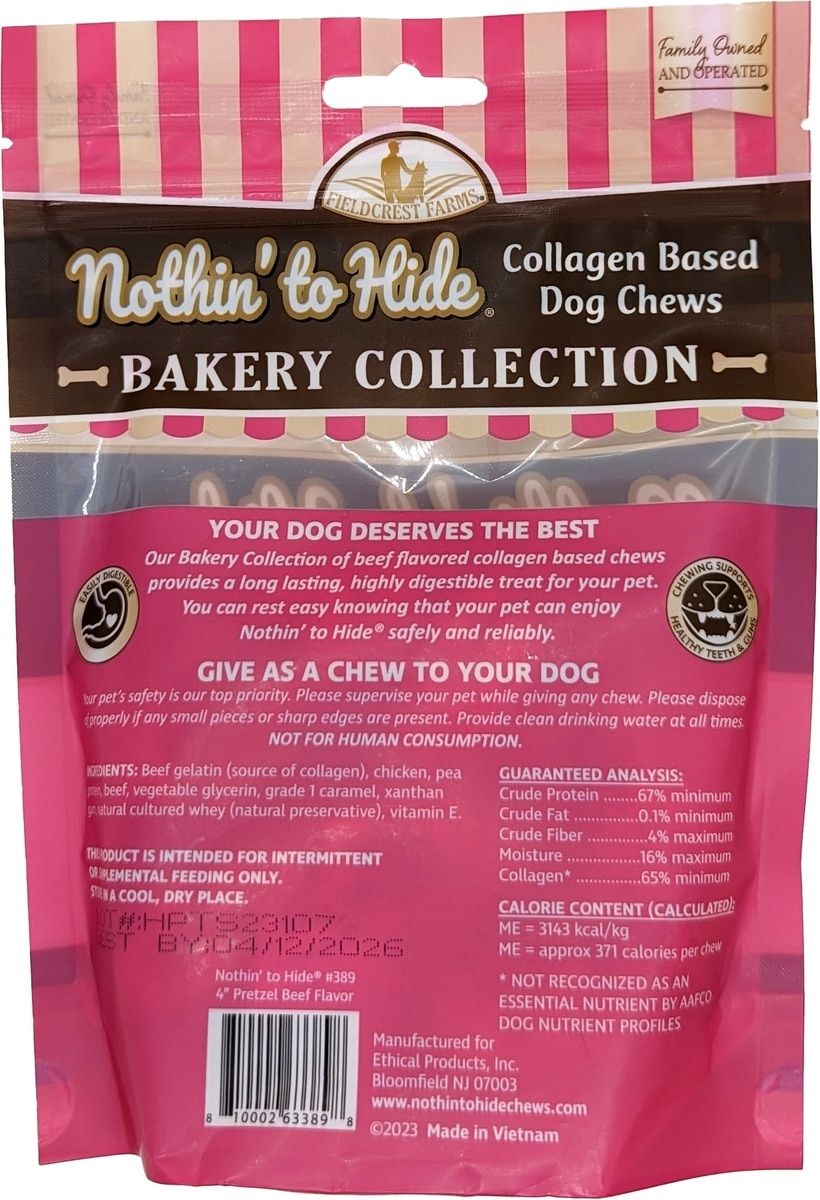 Family Owned
AND OPERATED
FIELDCREST FARMS®
Nothin' to Hide®
Collagen Based
Dog Chews
BAKERY COLLECTION
YOUR DOG DESERVES THE BEST
Our Bakery Collection of beef flavored collagen based chews
provides a long lasting, highly digestible treat for your pet.
You can rest easy knowing that your pet can enjoy
Nothin' to Hide® safely and reliably.
EASILY DIGESTIBLE
CHEWING SUPPORTS
HEALTHY TEETH & GUMS
GIVE AS A CHEW TO YOUR DOG
Your pet's safety is our top priority. Please supervise your pet while giving any chew. Please dispose
properly if any small pieces or sharp edges are present. Provide clean drinking water at all times.
NOT FOR HUMAN CONSUMPTION.
INGREDIENTS: Beef gelatin (source of collagen), chicken, pea
beef, vegetable glycerin, grade 1 caramel, xanthan
natural cultured whey (natural preservative), vitamin E.
PRODUCT IS INTENDED FOR INTERMITTENT
OR SUPPLEMENTAL FEEDING ONLY.
IN A COOL, DRY PLACE.
LOT#:HPTS23107
BEST BY:04/12/2026
Nothin' to Hide® #389
4" Pretzel Beef Flavor
8 10002 63389 8
GUARANTEED ANALYSIS:
Crude Protein ........67% minimum
Crude Fat ...............0.1% minimum
Crude Fiber ..............4% maximum
Moisture ................16% maximum
Collagen* ...............65% minimum
CALORIE CONTENT (CALCULATED):
ME = 3143 kcal/kg
ME = approx 371 calories per chew
* NOT RECOGNIZED AS AN
ESSENTIAL NUTRIENT BY AAFCO
DOG NUTRIENT PROFILES
Manufactured for
Ethical Products, Inc.
Bloomfield NJ 07003
www.nothintohidechews.com
©2023 Made in Vietnam